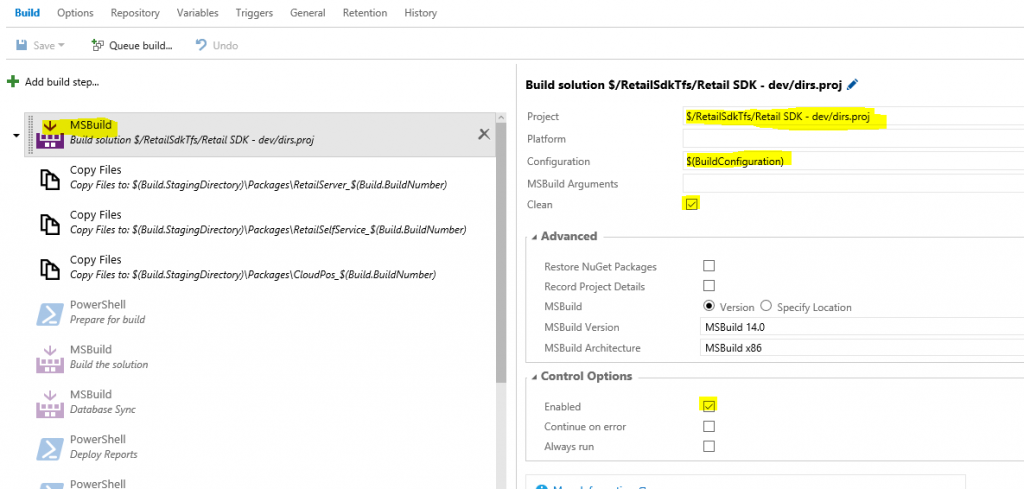 Build Options Repository Variables Triggers General Retention History
Save Queue build... Undo
Add build step...
MSBuild
Build solution $/RetailSdkTfs/Retail SDK - dev/dirs.proj
Copy Files
Copy Files to: $(Build.StagingDirectory)\Packages\RetailServer_$(Build.BuildNumber)
Copy Files
Copy Files to: $(Build.StagingDirectory)\Packages\RetailSelfService_$(Build.BuildNumber)
Copy Files
Copy Files to: $(Build.StagingDirectory)\Packages\CloudPos_$(Build.BuildNumber)
PowerShell
Prepare for build
MSBuild
Build the solution
MSBuild
Database Sync
PowerShell
Deploy Reports
PowerShell
Build solution $/RetailSdkTfs/Retail SDK - dev/dirs.proj
Project $/RetailSdkTfs/Retail SDK - dev/dirs.proj
Platform
Configuration $(BuildConfiguration)
MSBuild Arguments
Clean
Advanced
Restore NuGet Packages
Record Project Details
MSBuild Version Specify Location
MSBuild Version MSBuild 14.0
MSBuild Architecture MSBuild x86
Control Options
Enabled
Continue on error
Always run